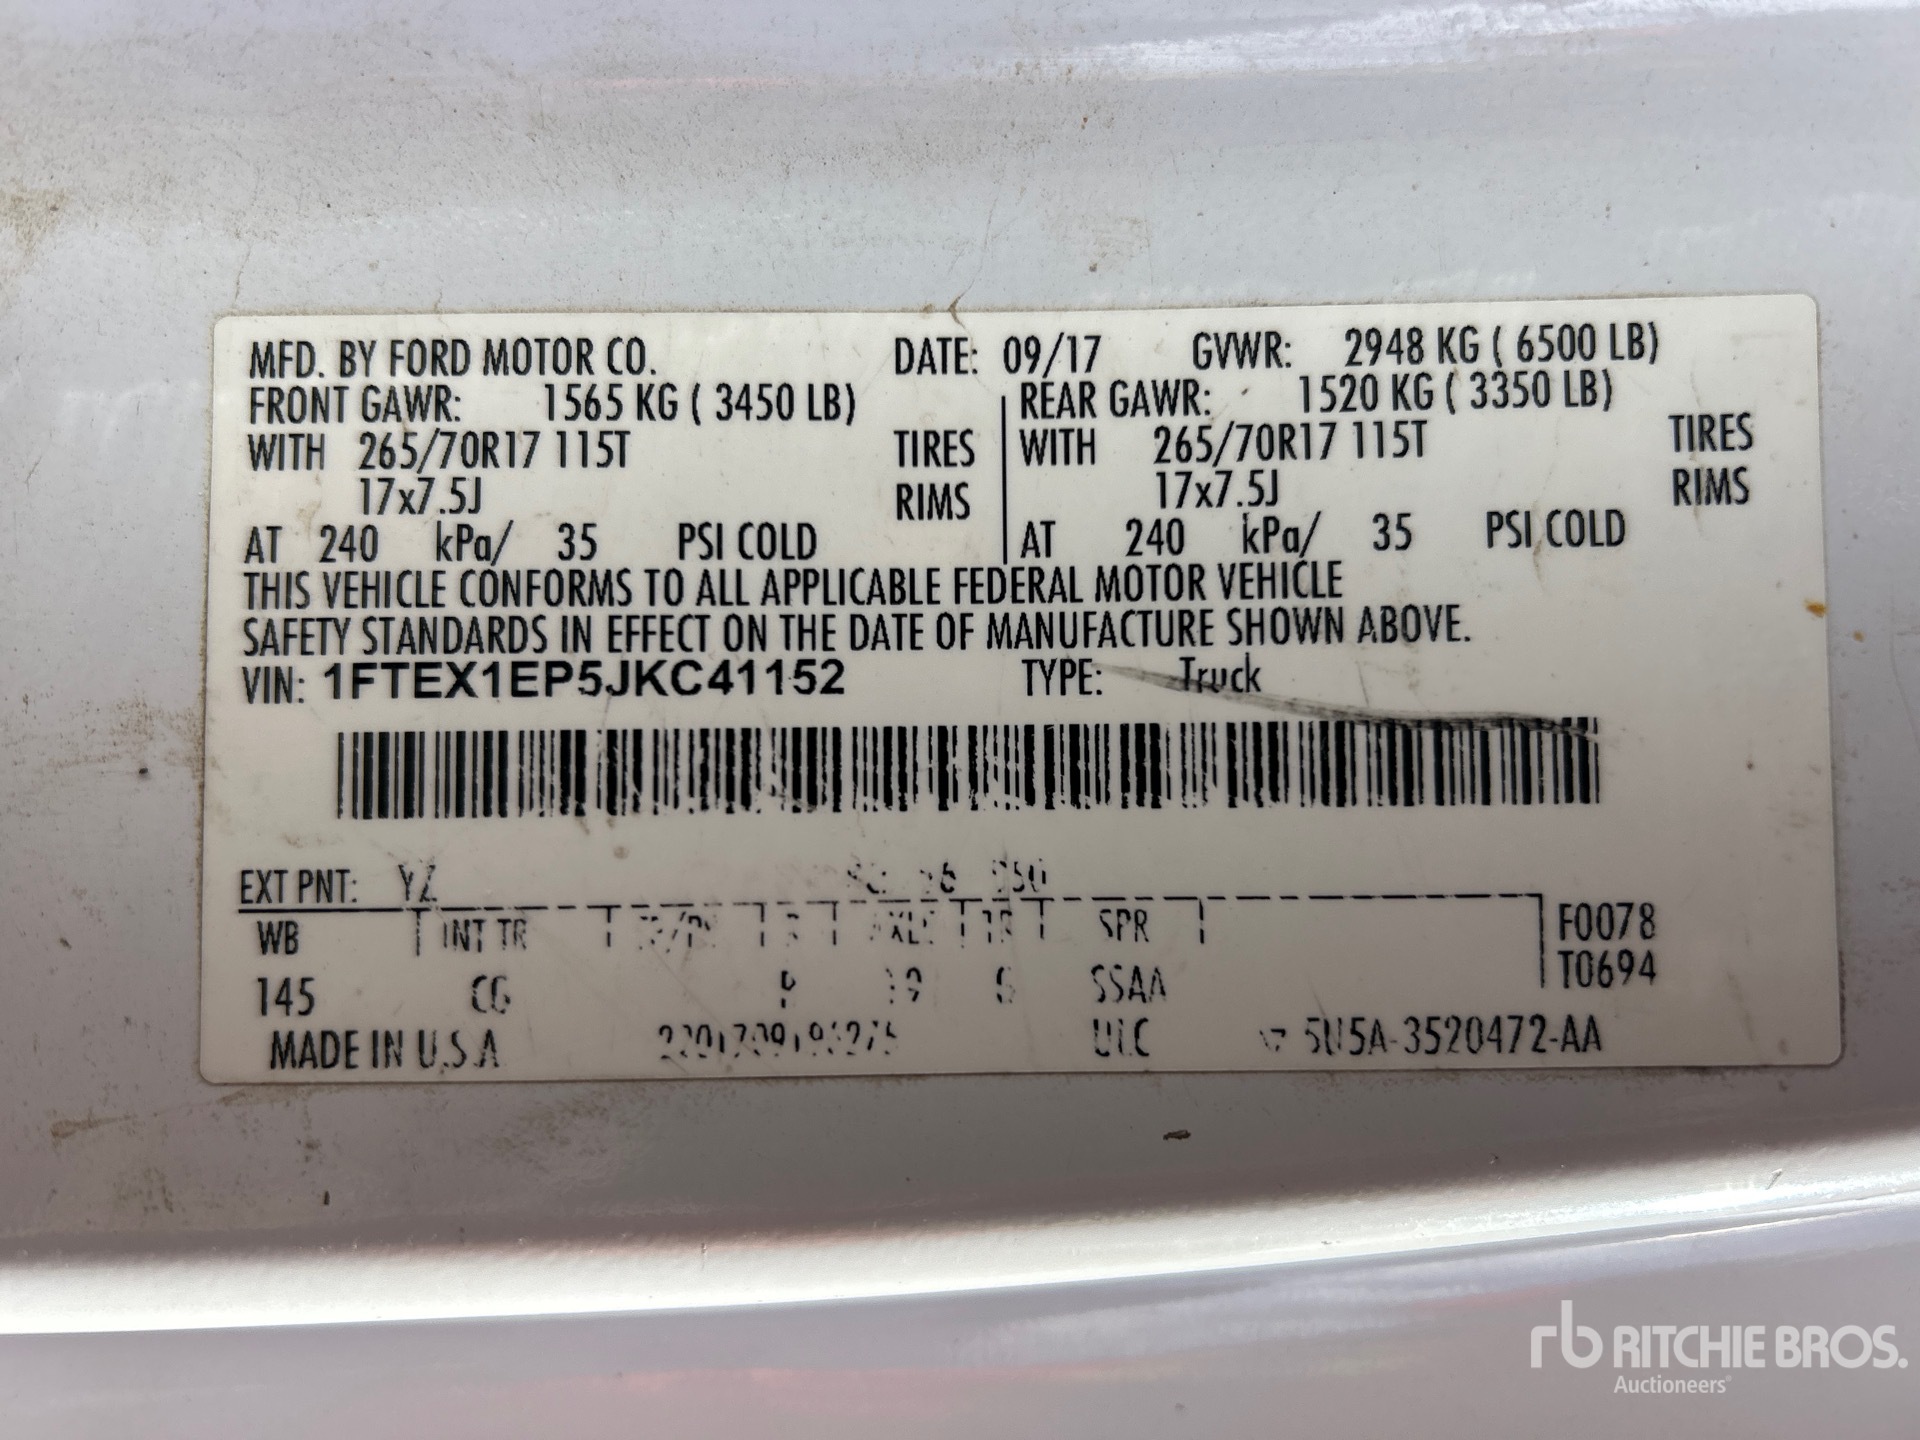 MFD. BY FORD MOTOR CO. DATE: 09/17 GVWR: 2948 KG ( 6500 LB)
FRONT GAWR: 1565 KG ( 3450 LB) REAR GAWR: 1520 KG ( 3350 LB)
WITH 265/70R17 115T TIRES WITH 265/70R17 115T TIRES
17x7.5J RIMS 17x7.5J RIMS
AT 240 kPa/ 35 PSI COLD AT 240 kPa/ 35 PSI COLD
THIS VEHICLE CONFORMS TO ALL APPLICABLE FEDERAL MOTOR VEHICLE
SAFETY STANDARDS IN EFFECT ON THE DATE OF MANUFACTURE SHOWN ABOVE.
VIN: 1FTEX1EP5JKC41152 TYPE: Truck
EXT PNT: YZ
WB INT TR SPR F0078
T0694
145 CG SSAA
MADE IN U.S.A ULC 5U5A-3520472-AA
rb RITCHIE BROS.
Auctioneers